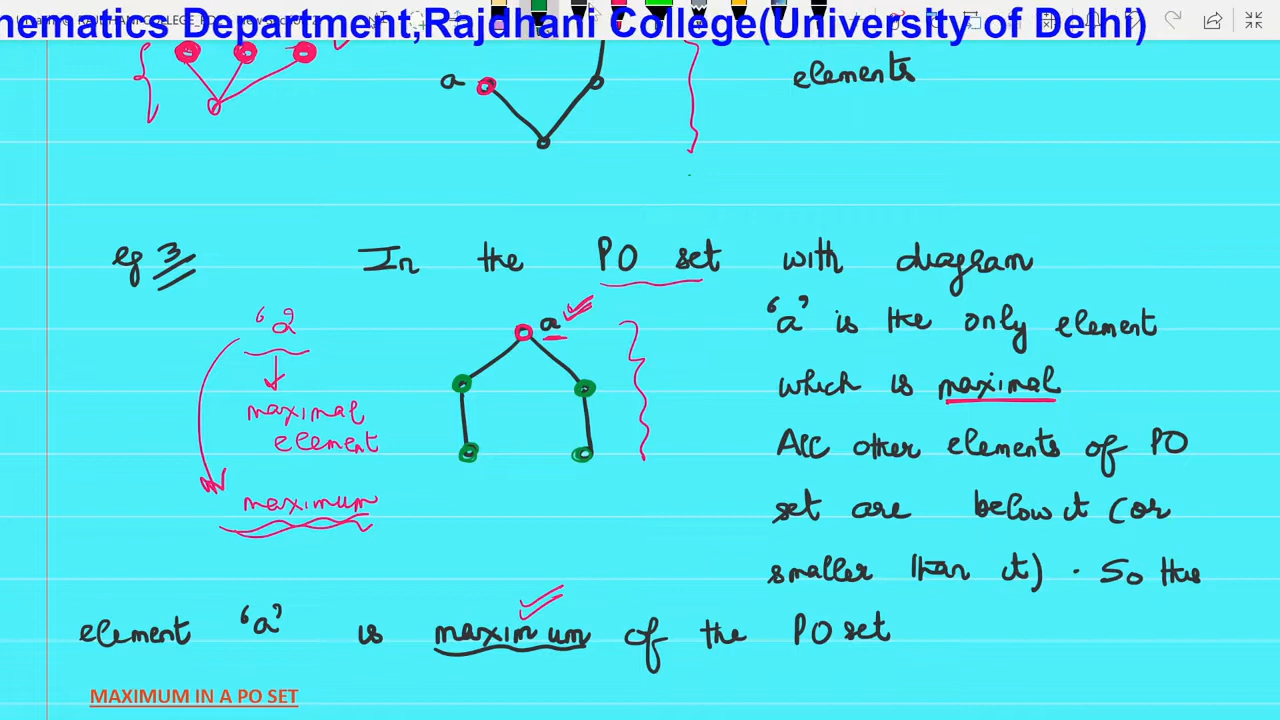 hematics Department,Rajdhani College(University of Delhi)
a
elements
eg 3 In the PO set with diagram
'a'
maximal
element
maximum
a
'a' is the only element
which is maximal
All other elements of PO
set are below it (or
smaller than it) . So this
element 'a' is maximum of the PO set
MAXIMUM IN A PO SET